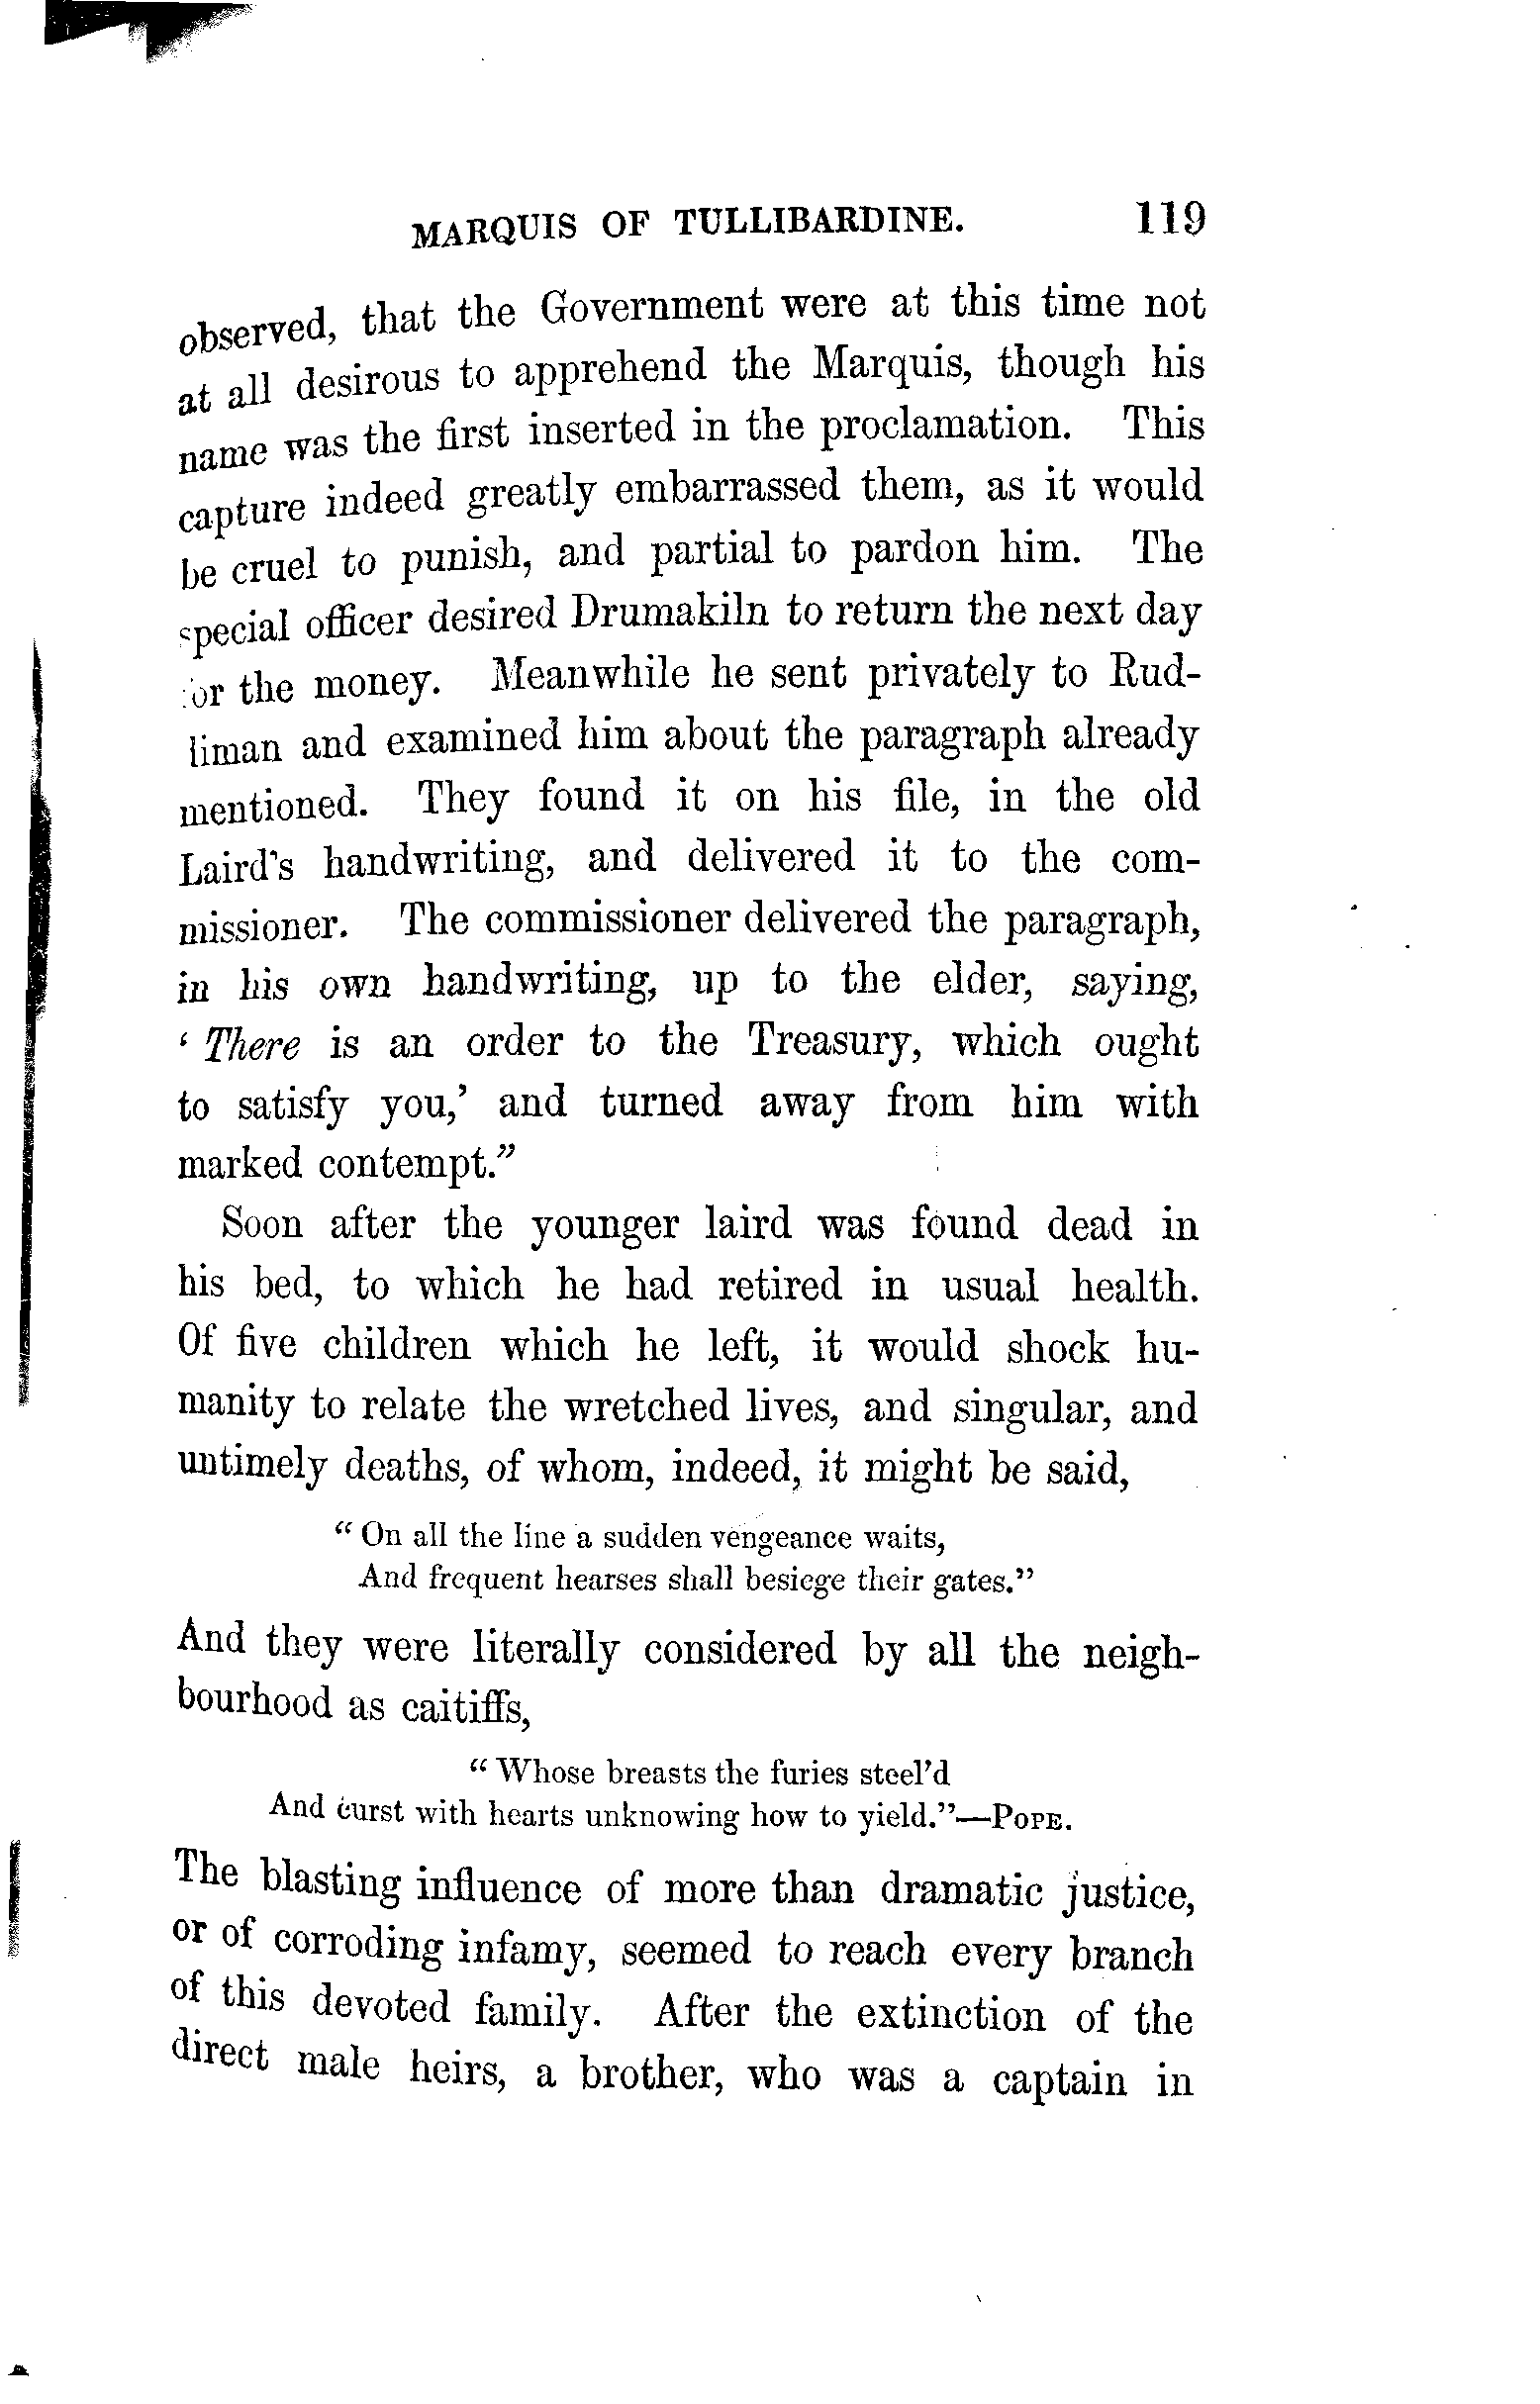 MARQUIS OF TULLIBARDINE. 119
observed, that the Government were at this time not
at all desirous to apprehend the Marquis, though his
name was the first inserted in the proclamation. This
capture indeed greatly embarrassed them, as it would
be cruel to punish, and partial to pardon him. The
special officer desired Drumakiln to return the next day
for the money. Meanwhile he sent privately to Rud-
liman and examined him about the paragraph already
mentioned. They found it on his file, in the old
Laird's handwriting, and delivered it to the com-
missioner. The commissioner delivered the paragraph,
in his own handwriting, up to the elder, saying,
‘ There is an order to the Treasury, which ought
to satisfy you,’ and turned away from him with
marked contempt.”
Soon after the younger laird was found dead in
his bed, to which he had retired in usual health.
Of five children which he left, it would shock hu-
manity to relate the wretched lives, and singular, and
untimely deaths, of whom, indeed, it might be said,
“ On all the line a sudden vengeance waits,
And frequent hearses shall besiege their gates.”
And they were literally considered by all the neigh-
bourhood as caitiffs,
“ Whose breasts the furies steel’d
And curst with hearts unknowing how to yield.”—POPE.
The blasting influence of more than dramatic justice,
or of corroding infamy, seemed to reach every branch
of this devoted family. After the extinction of the
direct male heirs, a brother, who was a captain in